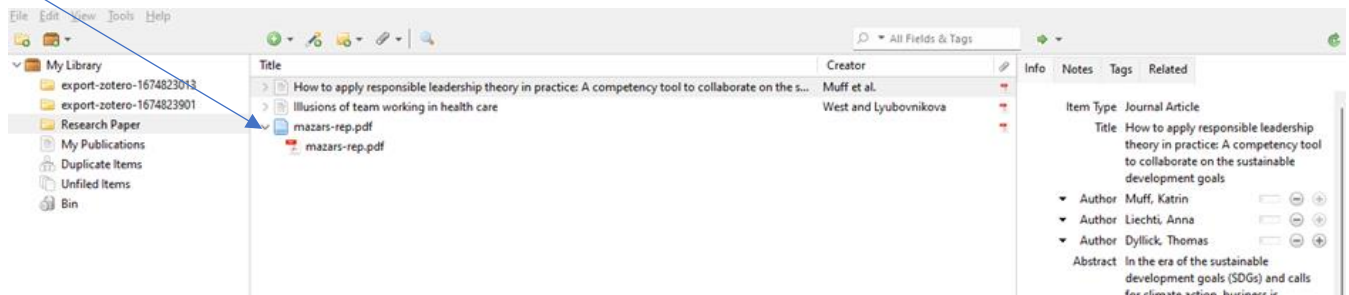 File Edit View Tools Help
All Fields & Tags
My Library
export-zotero-1674823013
export-zotero-1674823901
Research Paper
My Publications
Duplicate Items
Unfiled Items
Bin
Title Creator
How to apply responsible leadership theory in practice: A competency tool to collaborate on the s... Muff et al.
Illusions of team working in health care West and Lyubovnikova
mazars-rep.pdf
mazars-rep.pdf
Info Notes Tags Related
Item Type Journal Article
Title How to apply responsible leadership
theory in practice: A competency tool
to collaborate on the sustainable
development goals
Author Muff, Katrin
Author Liechti, Anna
Author Dyllick, Thomas
Abstract In the era of the sustainable
development goals (SDGs) and calls
for climate action, business is